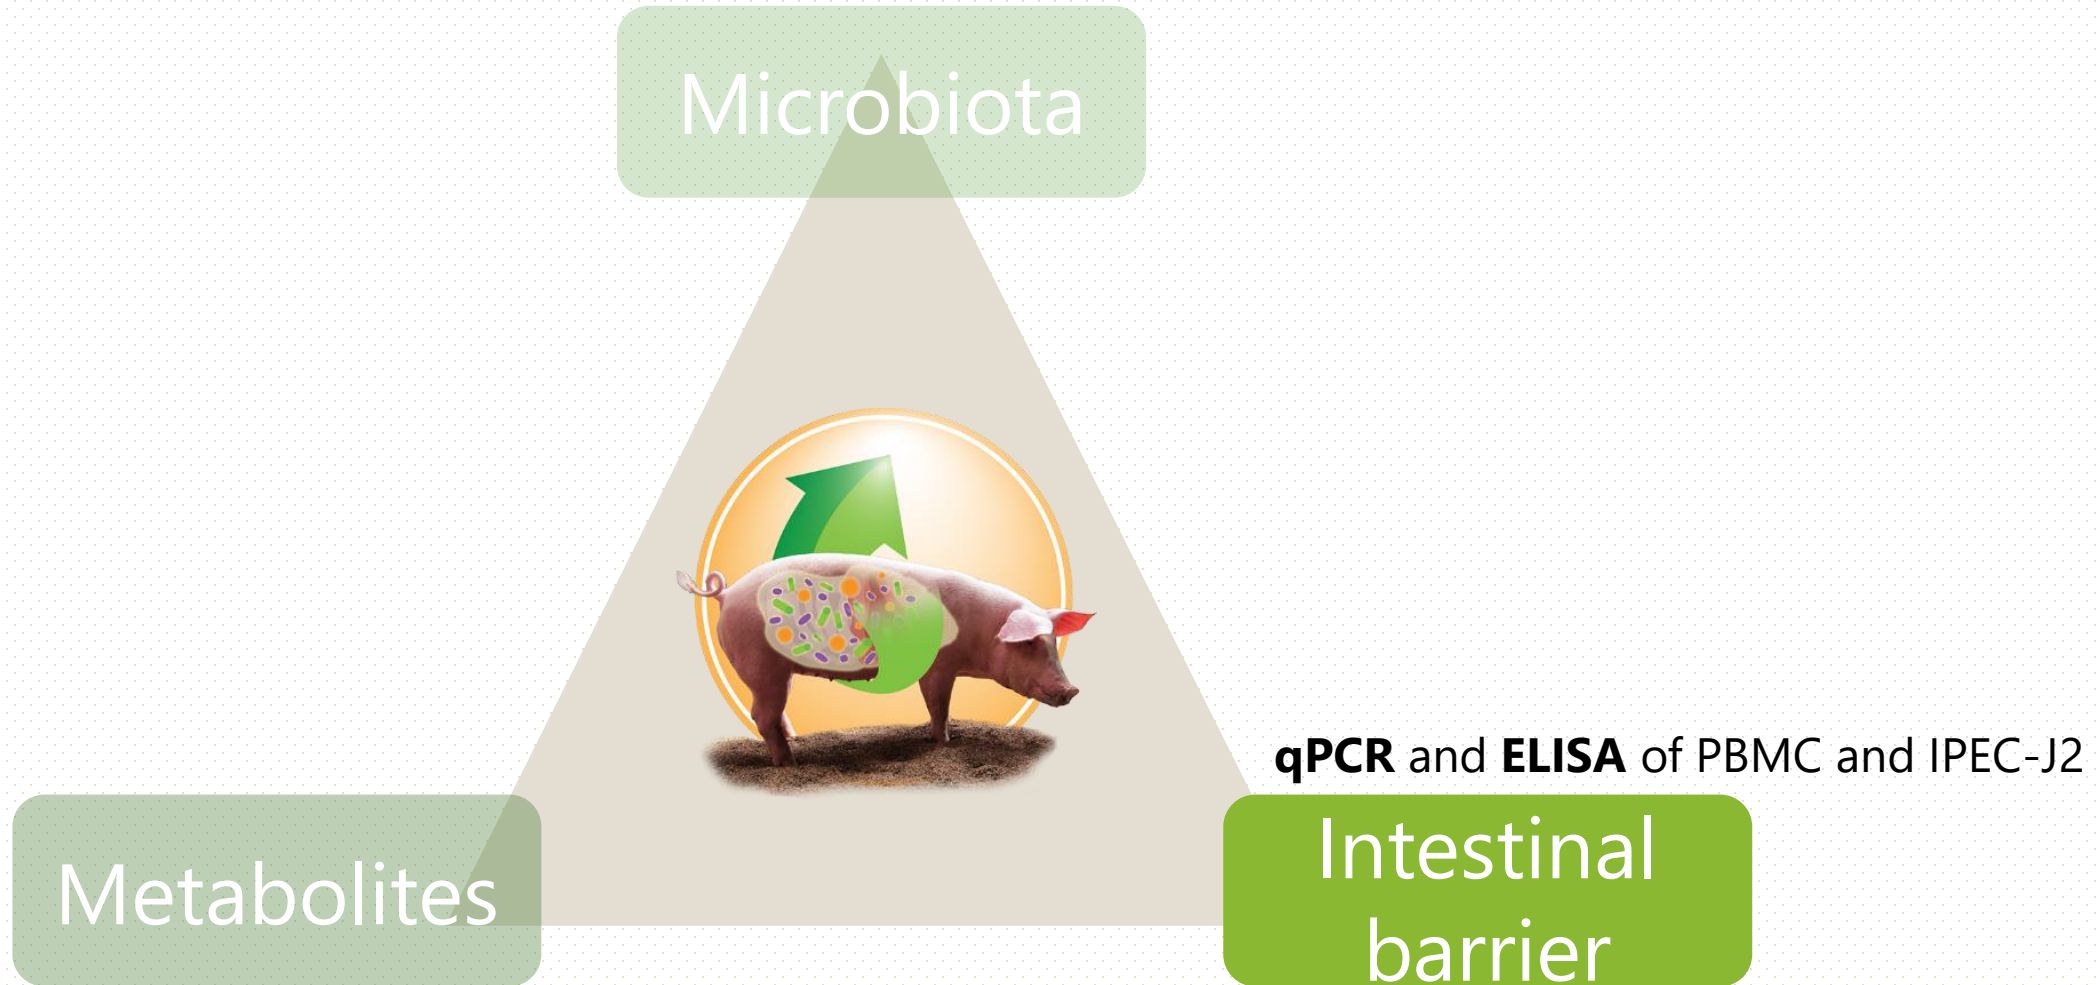 Microbiota
qPCR and ELISA of PBMC and IPEC-J2
Metabolites
Intestinal
barrier